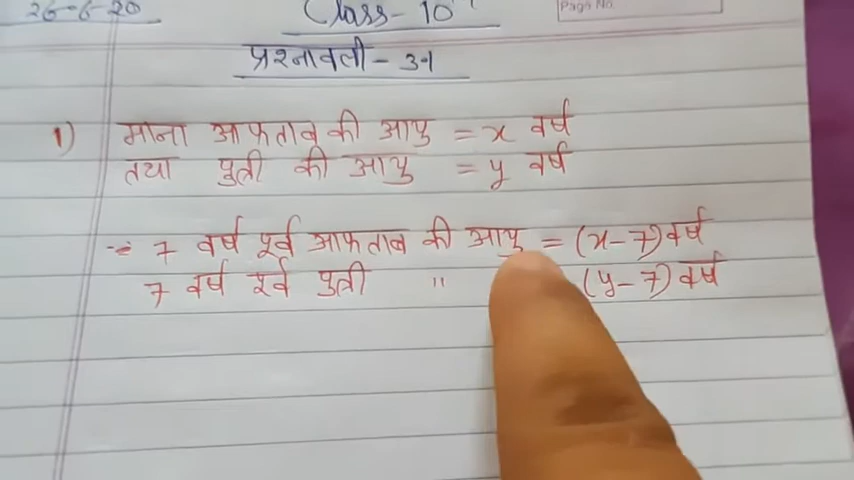 26-6-20
Class- 10
Page No.
प्रश्नावली - 3.1
1) माना आफताब की आयु = x वर्ष
तथा पुत्री की आयु = y वर्ष
∴ 7 वर्ष पूर्व आफताब की आयु = (x-7) वर्ष
7 वर्ष पूर्व पुत्री " (y-7) वर्ष